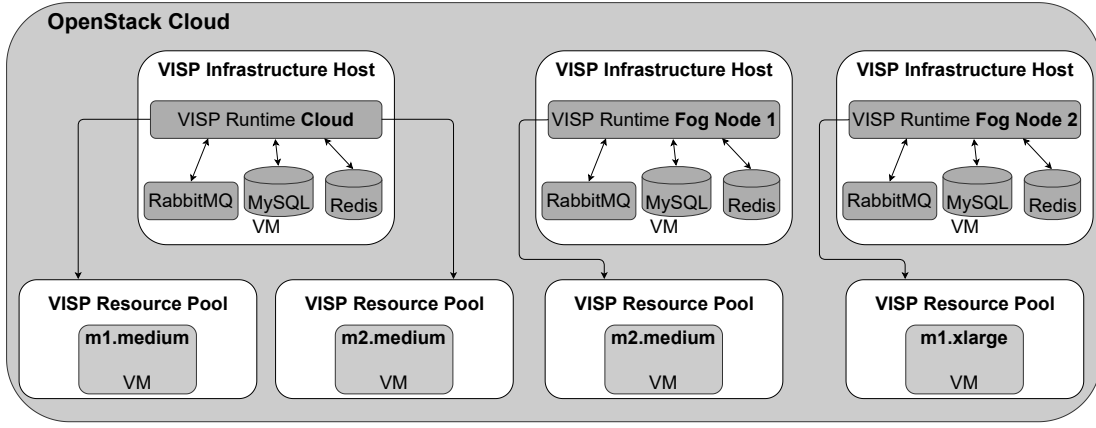 OpenStack Cloud
VISP Infrastructure Host
VISP Runtime Cloud
RabbitMQ
MySQL
Redis
VM
VISP Infrastructure Host
VISP Runtime Fog Node 1
RabbitMQ
MySQL
Redis
VM
VISP Infrastructure Host
VISP Runtime Fog Node 2
RabbitMQ
MySQL
Redis
VM
VISP Resource Pool
m1.medium
VM
VISP Resource Pool
m2.medium
VM
VISP Resource Pool
m2.medium
VM
VISP Resource Pool
m1.xlarge
VM